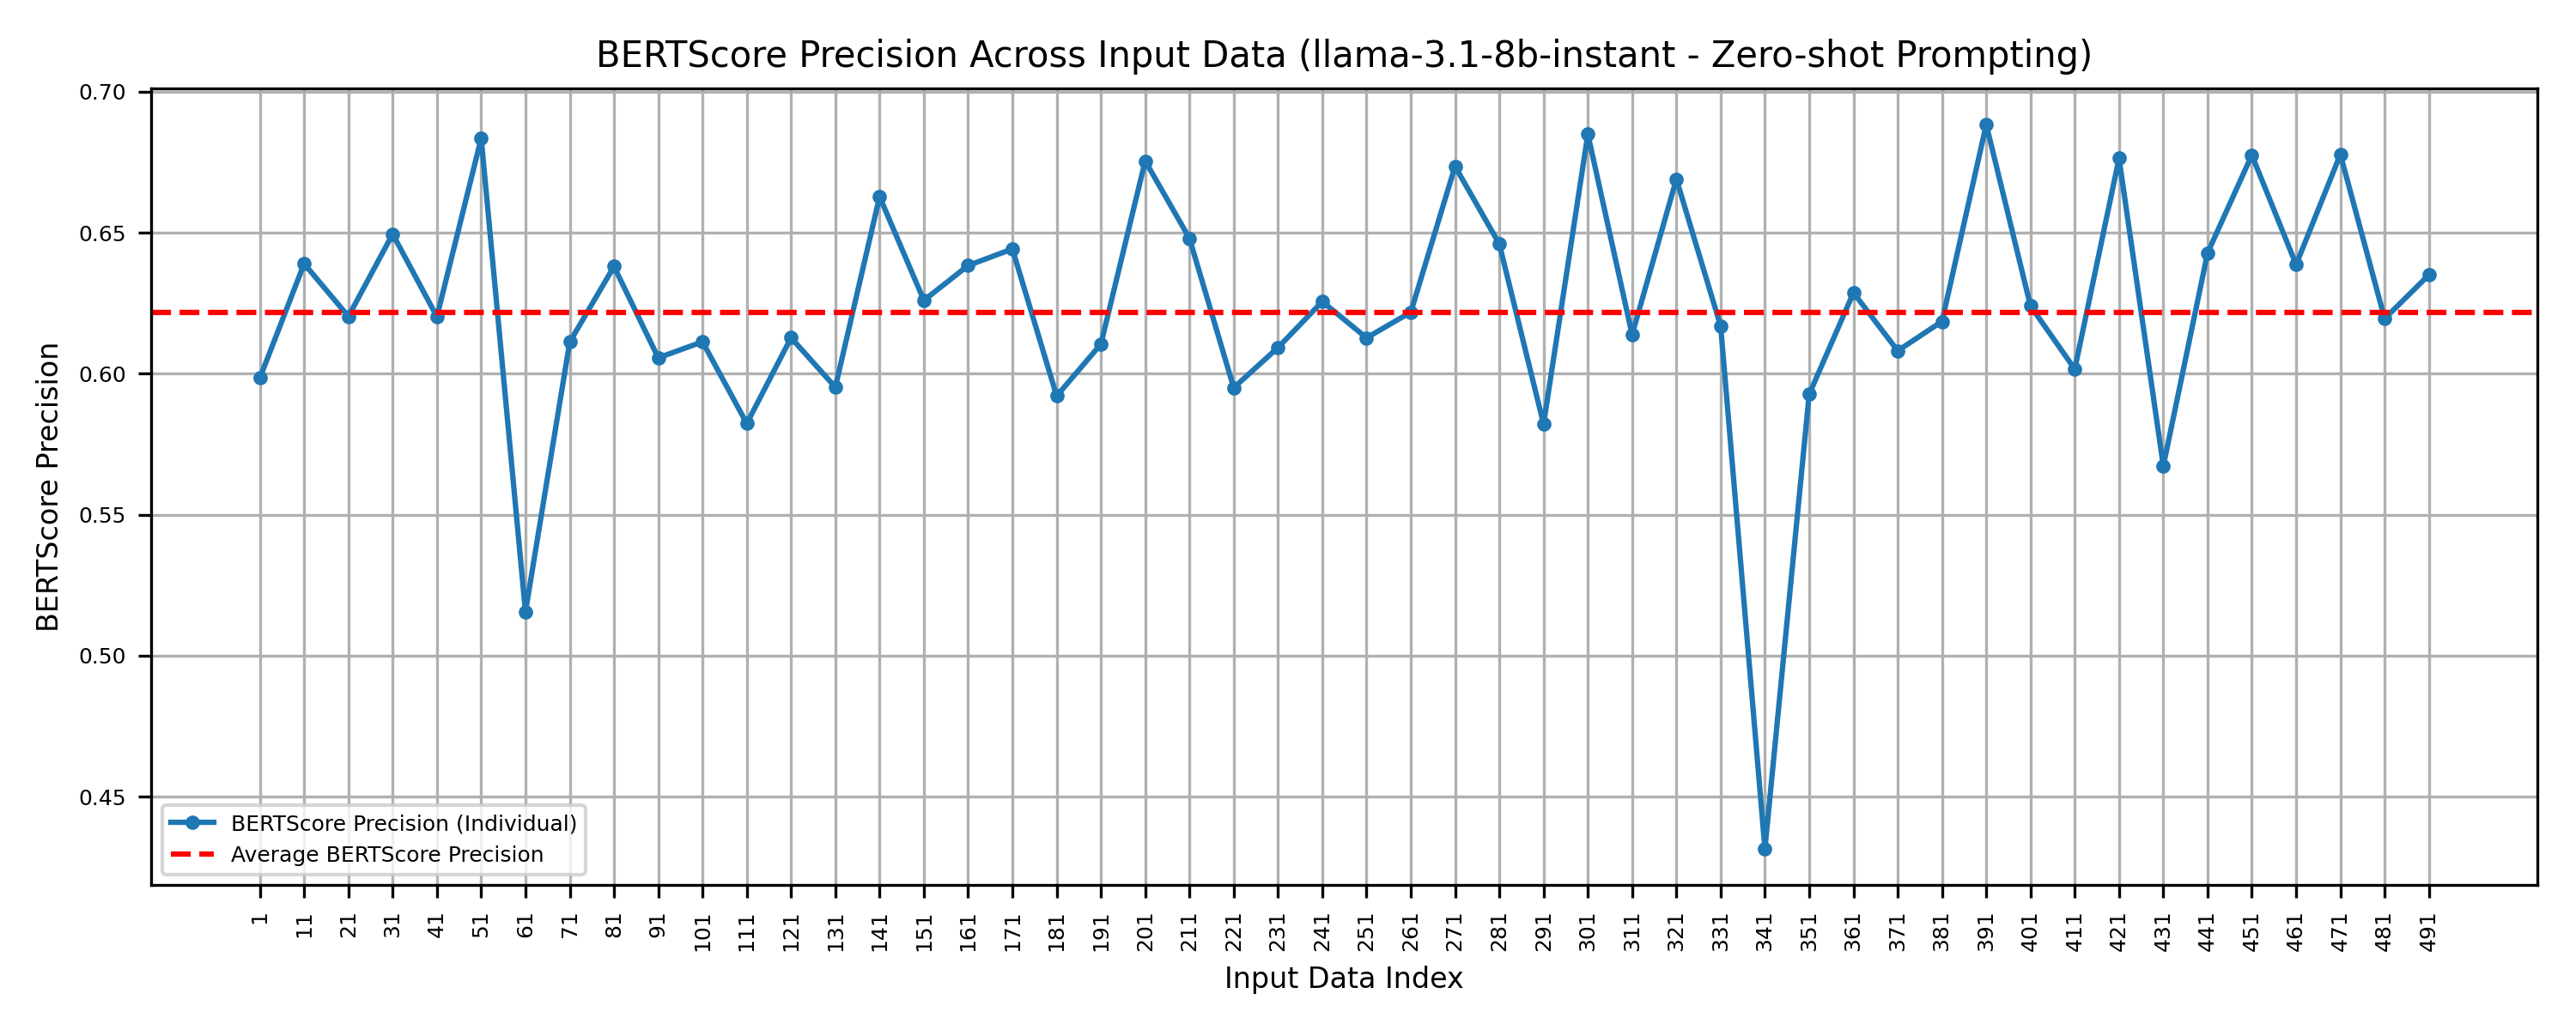 BERTScore Precision Across Input Data (llama-3.1-8b-instant - Zero-shot Prompting)
BERTScore Precision
0.70
0.65
0.60
0.55
0.50
0.45
BERTScore Precision (Individual)
Average BERTScore Precision
1 11 21 31 41 51 61 71 81 91 101 111 121 131 141 151 161 171 181 191 201 211 221 231 241 251 261 271 281 291 301 311 321 331 341 351 361 371 381 391 401 411 421 431 441 451 461 471 481 491
Input Data Index